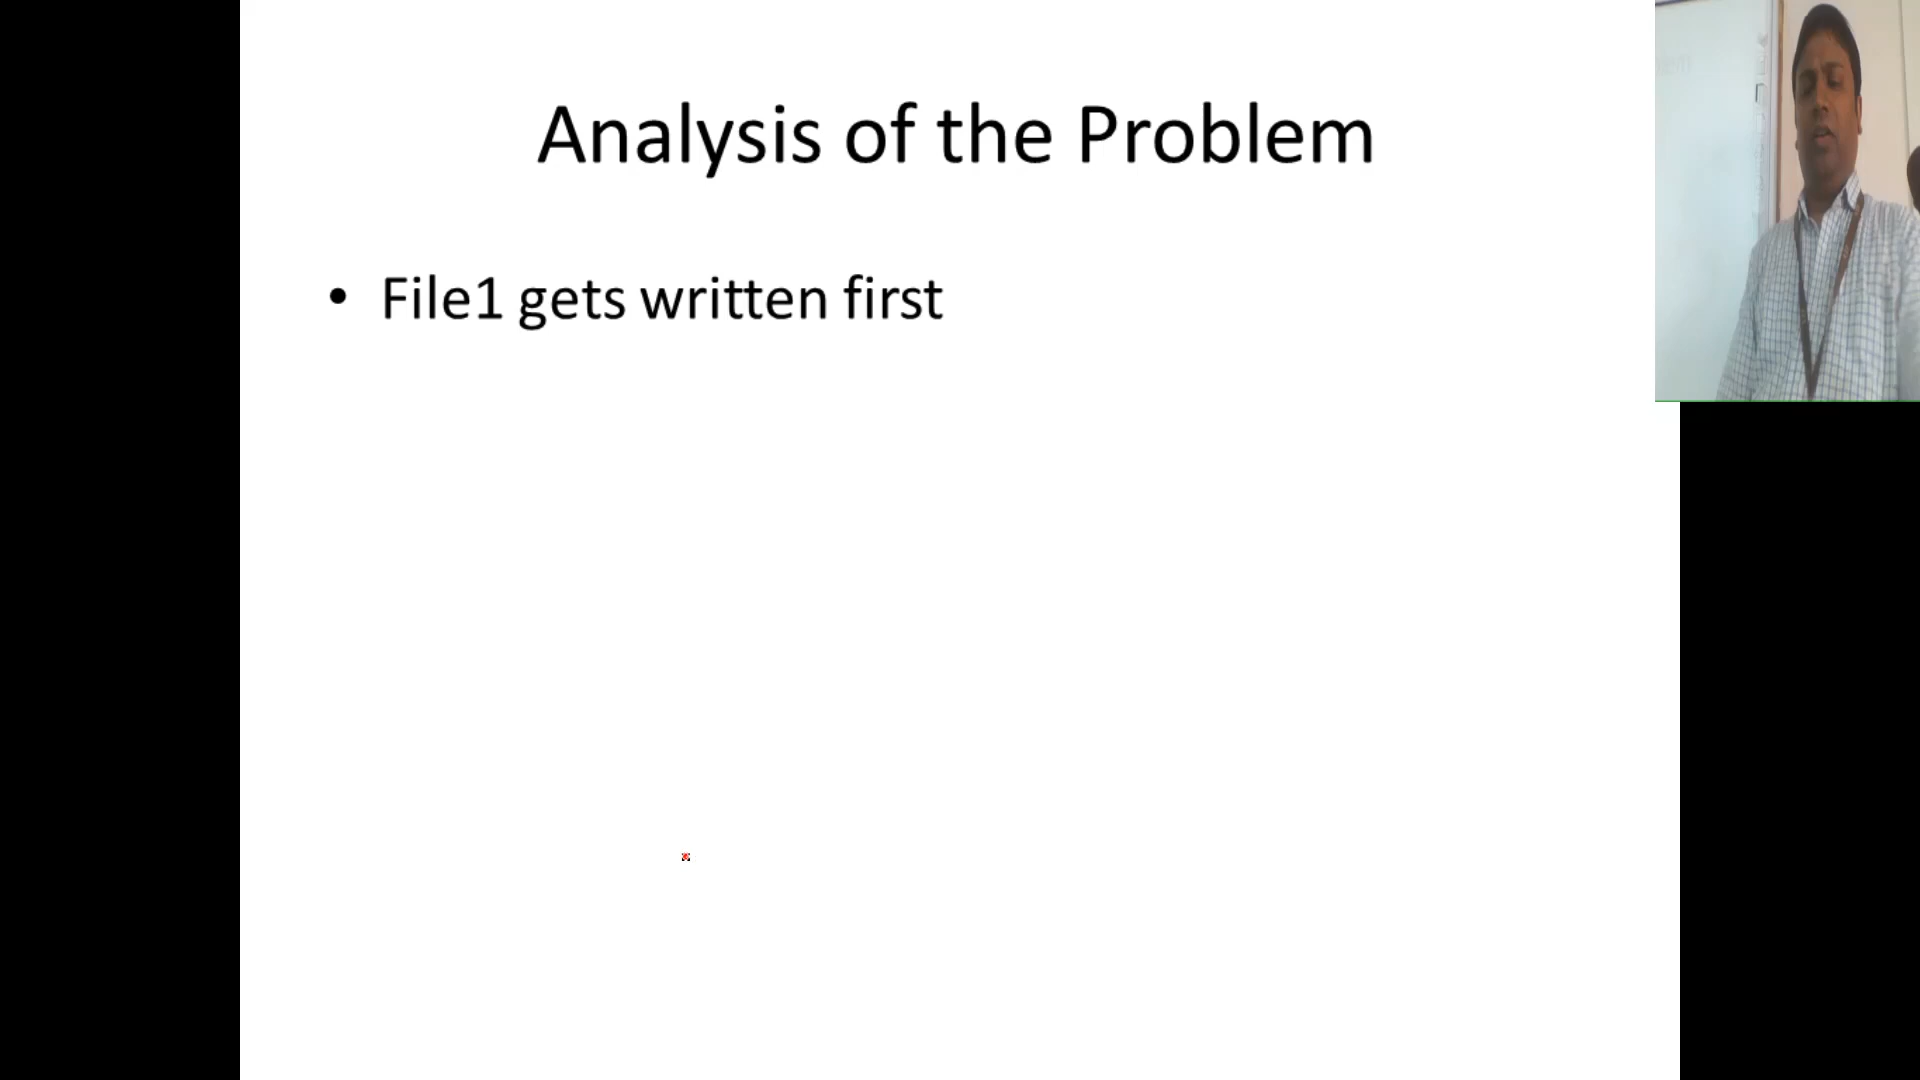 Analysis of the Problem
• File1 gets written first